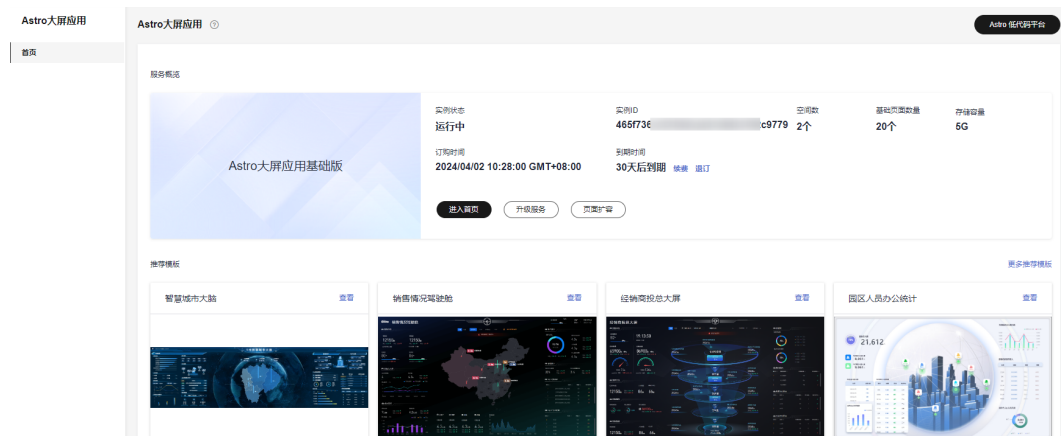 Astro大屏应用
Astro大屏应用
Astro 低代码平台
首页
服务概览
Astro大屏应用基础版
实例状态
运行中
实例ID
465f736 c9779
空间数
2个
基础页面数量
20个
存储容量
5G
订购时间
2024/04/02 10:28:00 GMT+08:00
到期时间
30天后到期 续费 退订
进入首页 升级服务 页面扩容
推荐模板 更多推荐模板
智慧城市大脑 查看
销售情况驾驶舱 查看
经销商投总大屏 查看
园区人员办公统计 查看
21,612